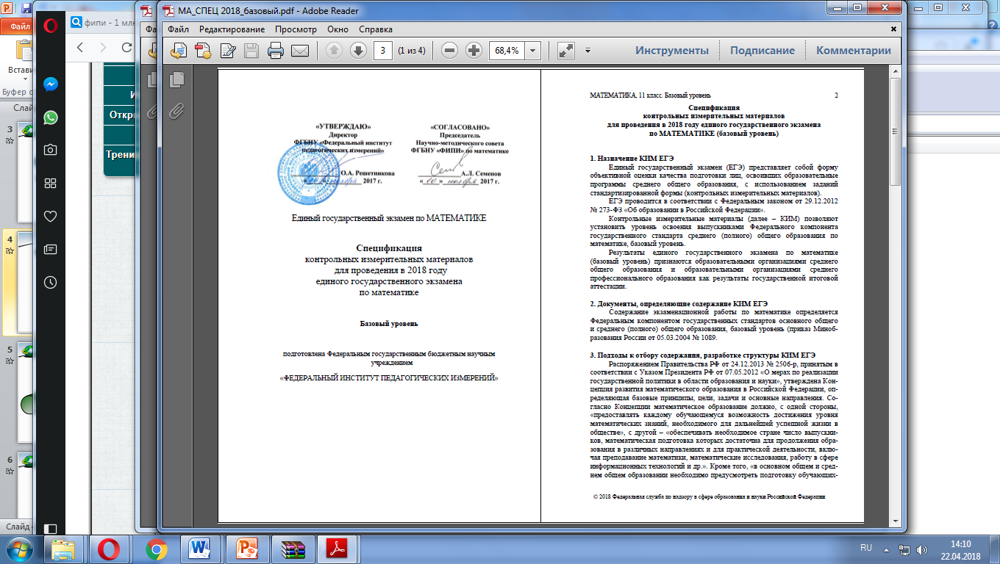 МА_СПЕЦ 2018_базовый.pdf - Adobe Reader
Файл
фипи - 1 млн
Файл Редактирование Просмотр Окно Справка
3 (1 из 4) 68,4% Инструменты Подписание Комментарии
Буфер
3
4
5
6
«УТВЕРЖДАЮ»
Директор
ФГБНУ «Федеральный институт
педагогических измерений»
О.А. Решетникова
2017 г.
«СОГЛАСОВАНО»
Председатель
Научно-методического совета
ФГБНУ «ФИПИ» по математике
А.Л. Семенов
«10» ноября 2017 г.
Единый государственный экзамен по МАТЕМАТИКЕ
Спецификация
контрольных измерительных материалов
для проведения в 2018 году
единого государственного экзамена
по математике
Базовый уровень
подготовлена Федеральным государственным бюджетным научным
учреждением
«ФЕДЕРАЛЬНЫЙ ИНСТИТУТ ПЕДАГОГИЧЕСКИХ ИЗМЕРЕНИЙ»
МАТЕМАТИКА, 11 класс. Базовый уровень 2
Спецификация
контрольных измерительных материалов
для проведения в 2018 году единого государственного экзамена
по МАТЕМАТИКЕ (базовый уровень)
1. Назначение КИМ ЕГЭ
Единый государственный экзамен (ЕГЭ) представляет собой форму
объективной оценки качества подготовки лиц, освоивших образовательные
программы среднего общего образования, с использованием заданий
стандартизированной формы (контрольных измерительных материалов).
ЕГЭ проводится в соответствии с Федеральным законом от 29.12.2012
№ 273-ФЗ «Об образовании в Российской Федерации».
Контрольные измерительные материалы (далее – КИМ) позволяют
установить уровень освоения выпускниками Федерального компонента
государственного стандарта среднего (полного) общего образования по
математике, базовый уровень.
Результаты единого государственного экзамена по математике
(базовый уровень) признаются образовательными организациями среднего
общего образования и образовательными организациями среднего
профессионального образования как результаты государственной итоговой
аттестации.
2. Документы, определяющие содержание КИМ ЕГЭ
Содержание экзаменационной работы по математике определяется
Федеральным компонентом государственных стандартов основного общего
и среднего (полного) общего образования, базовый уровень (приказ Миноб-
разования России от 05.03.2004 № 1089.
3. Подходы к отбору содержания, разработке структуры КИМ ЕГЭ
Распоряжением Правительства РФ от 24.12.2013 № 2506-р, принятым в
соответствии с Указом Президента РФ от 07.05.2012 «О мерах по реализации
государственной политики в области образования и науки», утверждена Кон-
цепция развития математического образования в Российской Федерации, оп-
ределяющая базовые принципы, цели, задачи и основные направления. Со-
гласно Концепции математическое образование должно, с одной стороны,
«предоставлять каждому обучающемуся возможность достижения уровня
математических знаний, необходимого для дальнейшей успешной жизни в
обществе», с другой – «обеспечивать необходимое стране число выпускни-
ков, математическая подготовка которых достаточна для продолжения обра-
зования в различных направлениях и для практической деятельности, вклю-
чая преподавание математики, математические исследования, работу в сфере
информационных технологий и др.». Кроме того, «в основном общем и сред-
нем общем образовании необходимо предусмотреть подготовку обучающих-
© 2018 Федеральная служба по надзору в сфере образования и науки Российской Федерации
RU
14:10
22.04.2018